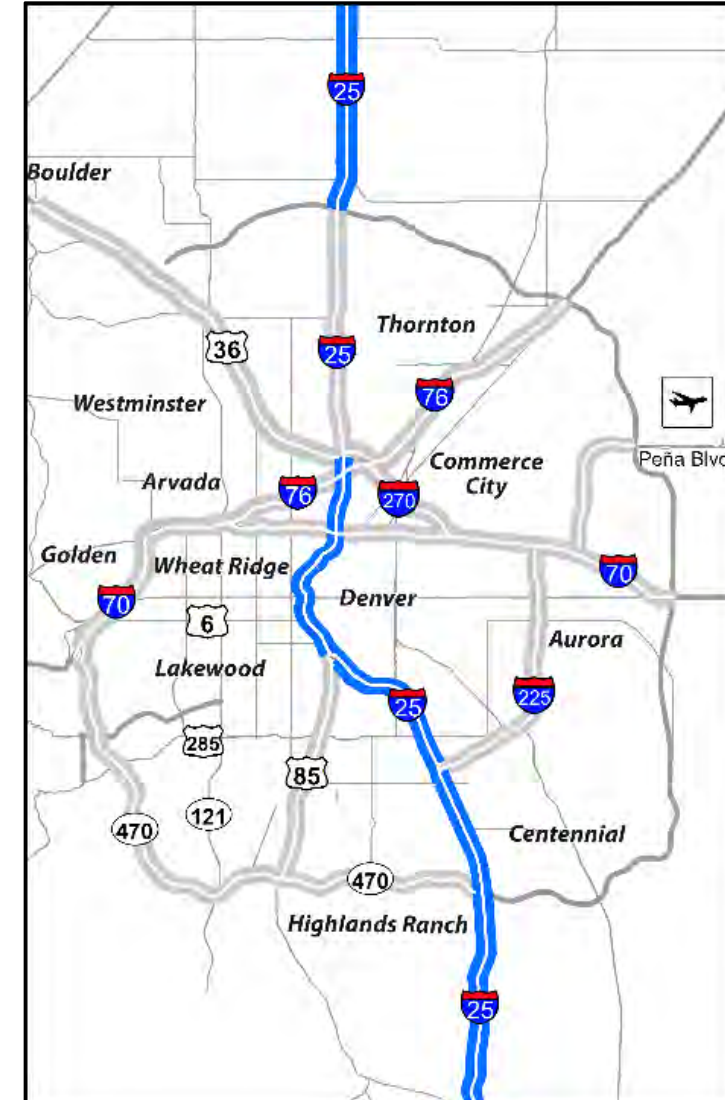 25
Boulder
Thornton
36
25
76
Westminster
Commerce
City
Peña Blvd
Arvada
76
270
Golden
Wheat Ridge
70
70
Denver
6
Aurora
Lakewood
225
25
285
85
121
470
Centennial
470
Highlands Ranch
25